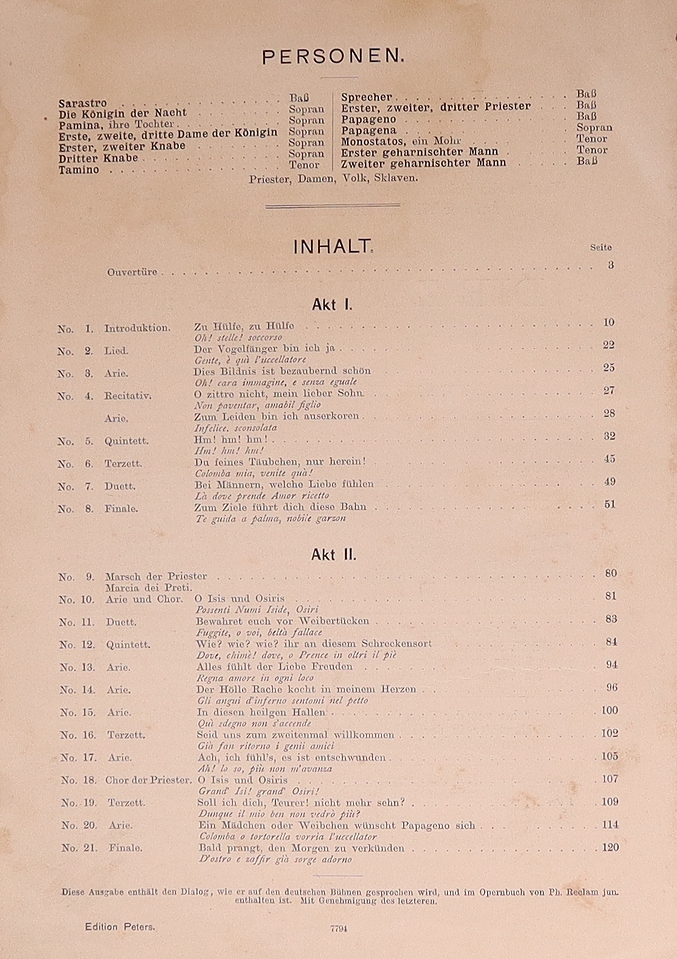 PERSONEN.
Sarastro . . . . . . . . . . . . . Baß
Die Königin der Nacht . . . . . . . Sopran
Pamina, ihre Tochter . . . . . . . . Sopran
Erste, zweite, dritte Dame der Königin Sopran
Erster, zweiter Knabe . . . . . . . Sopran
Dritter Knabe . . . . . . . . . . . Sopran
Tamino . . . . . . . . . . . . . . Tenor
Sprecher . . . . . . . . . . . . . Baß
Erster, zweiter, dritter Priester . . . Baß
Papageno . . . . . . . . . . . . . Baß
Papagena . . . . . . . . . . . . . Sopran
Monostatos, ein Mohr . . . . . . . . Tenor
Erster geharnischter Mann . . . . . Tenor
Zweiter geharnischter Mann . . . . . Baß
Priester, Damen, Volk, Sklaven.
INHALT.
Seite
Ouvertüre . . . . . . . . . . . . . 3
Akt I.
No. 1. Introduktion. Zu Hülfe, zu Hülfe . . . . . 10
Oh! stelle! soccorso
No. 2. Lied. Der Vogelfänger bin ich ja . . . . . 22
Gente, è quì l'uccellatore
No. 3. Arie. Dies Bildnis ist bezaubernd schön . . . . . 25
Oh! cara immagine, e senza eguale
No. 4. Recitativ. O zittre nicht, mein lieber Sohn . . . . . 27
Non paventar, amabil figlio
Arie. Zum Leiden bin ich auserkoren . . . . . 28
Infelice, sconsolata
No. 5. Quintett. Hm! hm! hm! . . . . . 32
Hm! hm! hm!
No. 6. Terzett. Du feines Täubchen, nur herein! . . . . . 45
Colomba mia, venite quà!
No. 7. Duett. Bei Männern, welche Liebe fühlen . . . . . 49
Là dove prende Amor ricetto
No. 8. Finale. Zum Ziele führt dich diese Bahn . . . . . 51
Te guida a palma, nobile garzon
Akt II.
No. 9. Marsch der Priester . . . . . 80
Marcia dei Preti.
No. 10. Arie und Chor. O Isis und Osiris . . . . . 81
Possenti Numi Iside, Osiri
No. 11. Duett. Bewahret euch vor Weibertücken . . . . . 83
Fuggite, o voi, beltà fallace
No. 12. Quintett. Wie? wie? wie? ihr an diesem Schreckensort . . . . . 84
Dove, ohimè! dove, o Prence in oltri il piè
No. 13. Arie. Alles fühlt der Liebe Freuden . . . . . 94
Regna amore in ogni loco
No. 14. Arie. Der Hölle Rache kocht in meinem Herzen . . . . . 96
Gli angui d'inferno sentomi nel petto
No. 15. Arie. In diesen heilgen Hallen . . . . . 100
Quì sdegno non s'accende
No. 16. Terzett. Seid uns zum zweitenmal willkommen . . . . . 102
Già fan ritorno i genii amici
No. 17. Arie. Ach, ich fühl's, es ist entschwunden . . . . . 105
Ah! lo so, più non m'avanza
No. 18. Chor der Priester. O Isis und Osiris . . . . . 107
Grand' Isi! grand' Osiri!
No. 19. Terzett. Soll ich dich, Teurer! nicht mehr sehn? . . . . . 109
Dunque il mio ben non vedrò più?
No. 20. Arie. Ein Mädchen oder Weibchen wünscht Papageno sich . . . . . 114
Colomba o tortorella vorria l'uccellator
No. 21. Finale. Bald prangt, den Morgen zu verkünden . . . . . 120
D'ostro e zaffir già sorge adorno
Diese Ausgabe enthält den Dialog, wie er auf den deutschen Bühnen gesprochen wird, und im Opernbuch von Ph. Reclam jun.
enthalten ist. Mit Genehmigung des letzteren.
Edition Peters. 7794